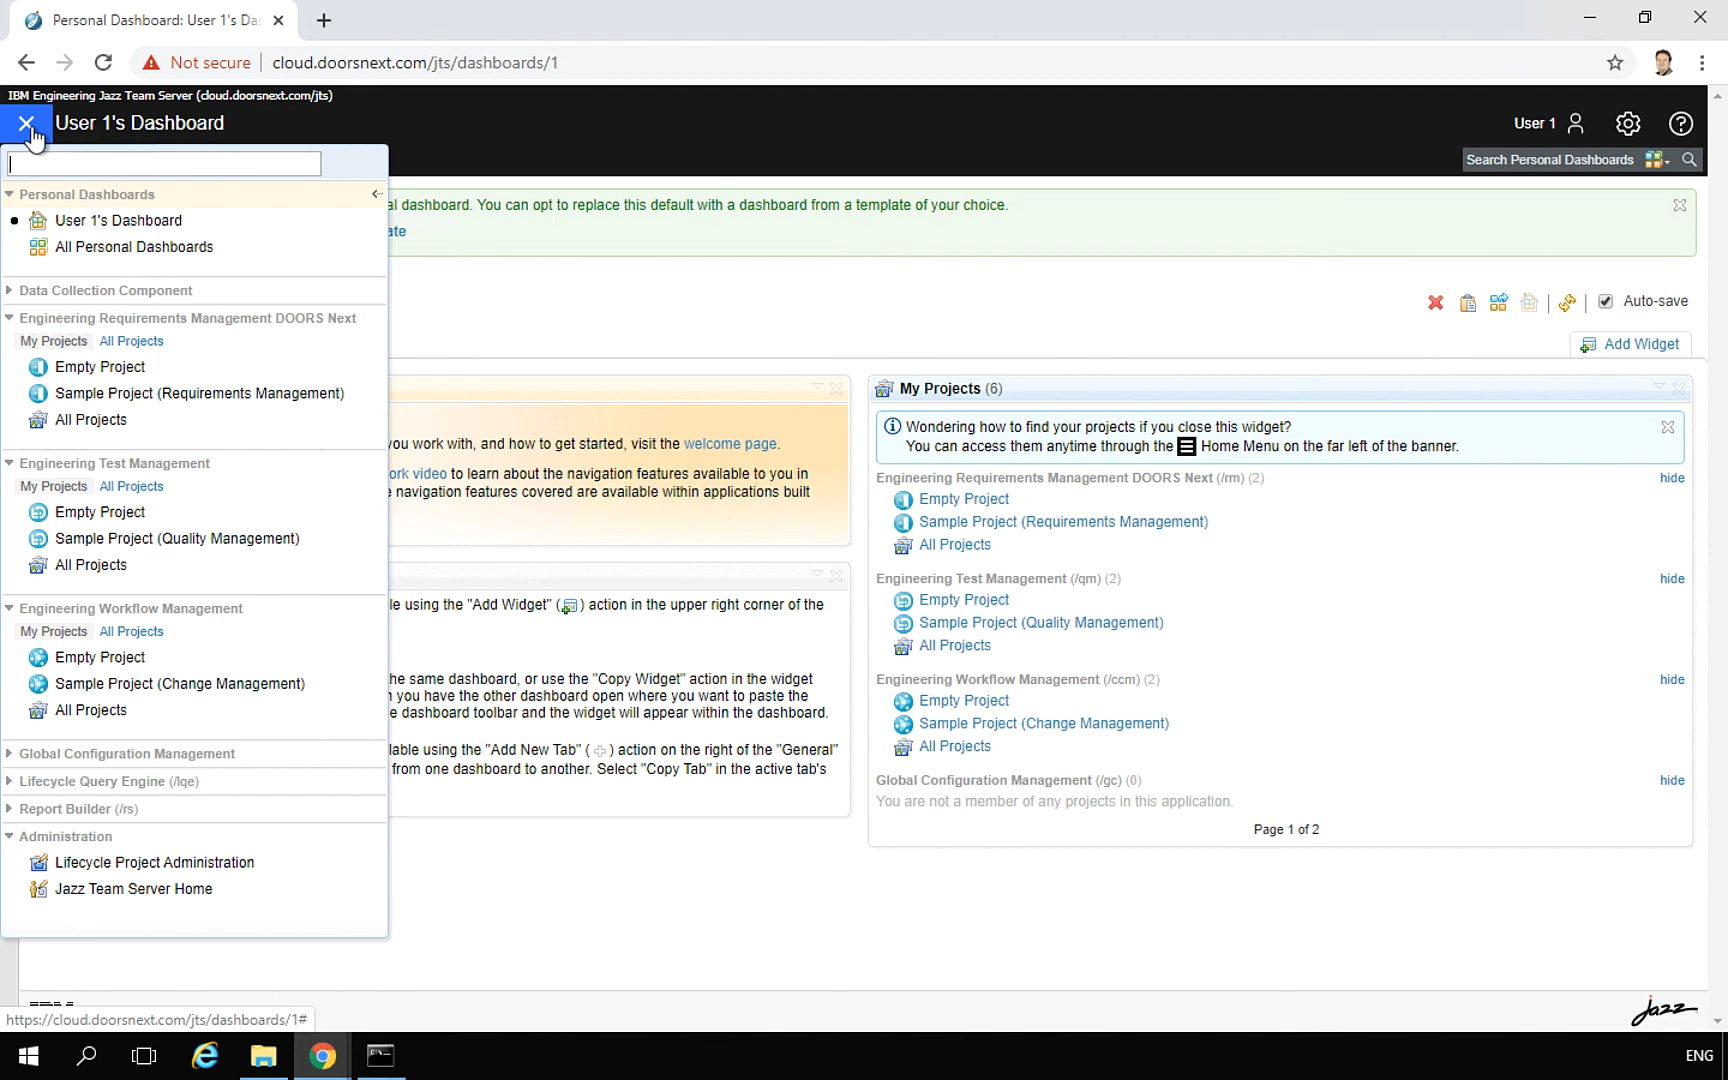 Personal Dashboard: User 1's Da
Not secure
cloud.doorsnext.com/jts/dashboards/1
IBM Engineering Jazz Team Server (cloud.doorsnext.com/jts)
User 1's Dashboard
User 1
Search Personal Dashboards
Personal Dashboards
User 1's Dashboard
All Personal Dashboards
Data Collection Component
Engineering Requirements Management DOORS Next
My Projects All Projects
Empty Project
Sample Project (Requirements Management)
All Projects
Engineering Test Management
My Projects All Projects
Empty Project
Sample Project (Quality Management)
All Projects
Engineering Workflow Management
My Projects All Projects
Empty Project
Sample Project (Change Management)
All Projects
Global Configuration Management
Lifecycle Query Engine (/lqe)
Report Builder (/rs)
Administration
Lifecycle Project Administration
Jazz Team Server Home
al dashboard. You can opt to replace this default with a dashboard from a template of your choice.
ate
Auto-save
Add Widget
you work with, and how to get started, visit the welcome page.
ork video to learn about the navigation features available to you in
navigation features covered are available within applications built
le using the "Add Widget" ( ) action in the upper right corner of the
he same dashboard, or use the "Copy Widget" action in the widget
you have the other dashboard open where you want to paste the
e dashboard toolbar and the widget will appear within the dashboard.
lable using the "Add New Tab" ( ) action on the right of the "General"
from one dashboard to another. Select "Copy Tab" in the active tab's
My Projects (6)
Wondering how to find your projects if you close this widget?
You can access them anytime through the Home Menu on the far left of the banner.
Engineering Requirements Management DOORS Next (/rm) (2) hide
Empty Project
Sample Project (Requirements Management)
All Projects
Engineering Test Management (/qm) (2) hide
Empty Project
Sample Project (Quality Management)
All Projects
Engineering Workflow Management (/ccm) (2) hide
Empty Project
Sample Project (Change Management)
All Projects
Global Configuration Management (/gc) (0) hide
You are not a member of any projects in this application.
Page 1 of 2
jazz
https://cloud.doorsnext.com/jts/dashboards/1#
ENG